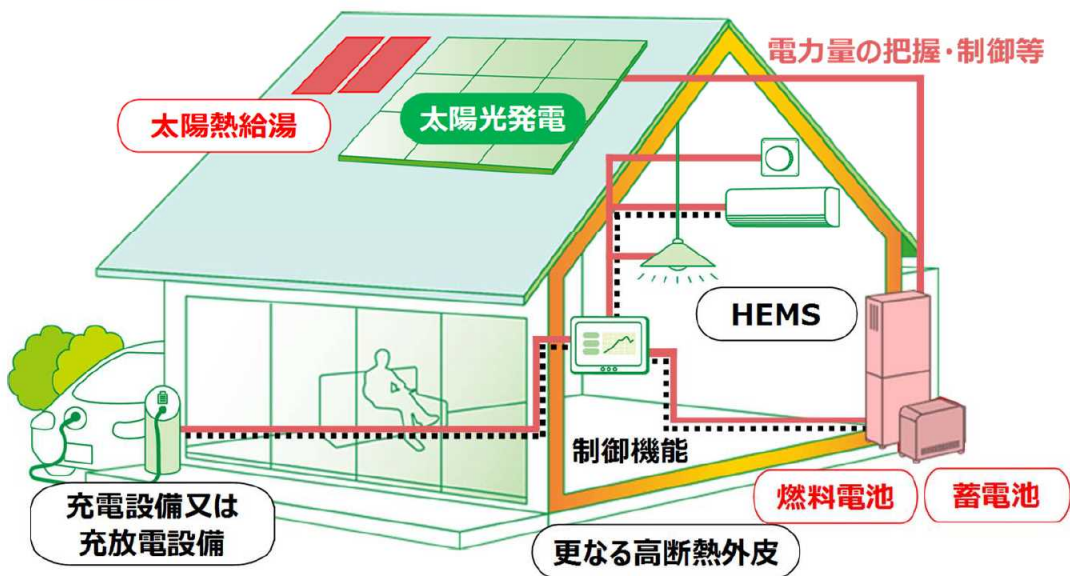 電力量の把握・制御等
太陽熱給湯
太陽光発電
HEMS
制御機能
充電設備又は
充放電設備
更なる高断熱外皮
燃料電池
蓄電池